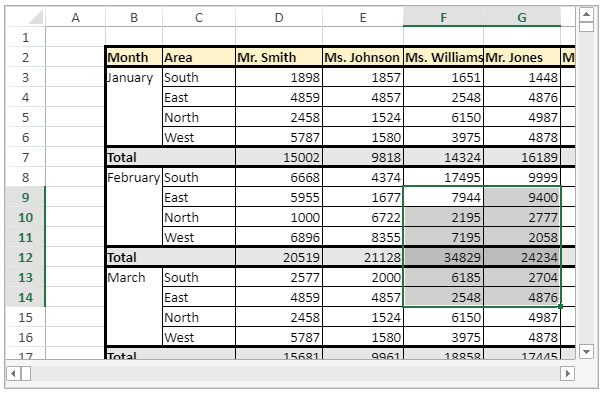 A B C D E F G
1
2 Month Area Mr. Smith Ms. Johnson Ms. Williams Mr. Jones M
3 January South 1898 1857 1651 1448
4 East 4859 4857 2548 4876
5 North 2458 1524 6150 4987
6 West 5787 1580 3975 4878
7 Total 15002 9818 14324 16189
8 February South 6668 4374 17495 9999
9 East 5955 1677 7944 9400
10 North 1000 6722 2195 2777
11 West 6896 8355 7195 2058
12 Total 20519 21128 34829 24234
13 March South 2577 2000 6185 2704
14 East 4859 4857 2548 4876
15 North 2458 1524 6150 4987
16 West 5787 1580 3975 4878
17 Total 15681 9961 18858 17445